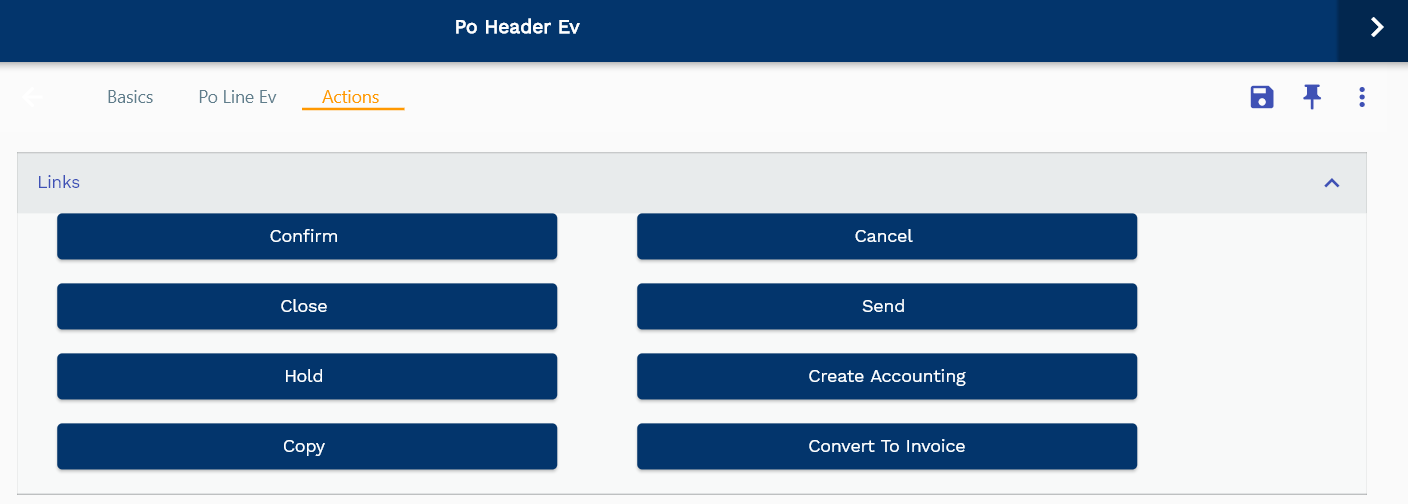 Po Header Ev
Basics Po Line Ev Actions
Links
Confirm Cancel
Close Send
Hold Create Accounting
Copy Convert To Invoice